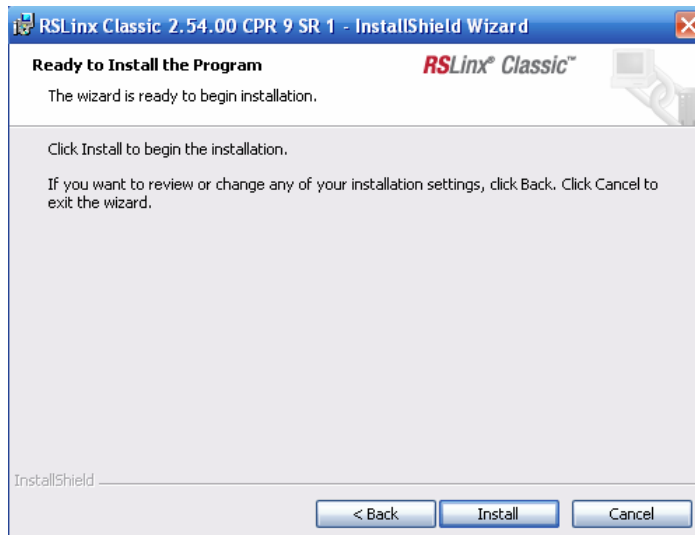 RSLinx Classic 2.54.00 CPR 9 SR 1 - InstallShield Wizard
Ready to Install the Program
RSLinx® Classic™
The wizard is ready to begin installation.
Click Install to begin the installation.
If you want to review or change any of your installation settings, click Back. Click Cancel to
exit the wizard.
InstallShield
< Back Install Cancel